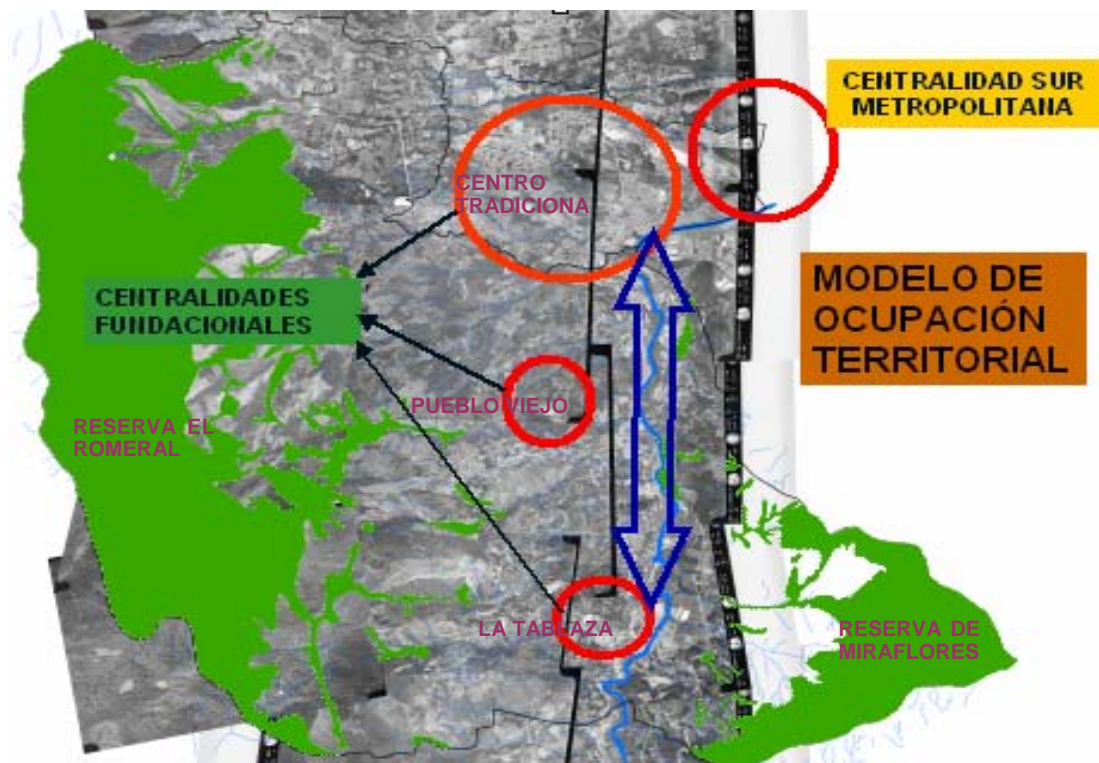 CENTRALIDAD SUR
METROPOLITANA
CENTRO
TRADICIONA
MODELO DE
OCUPACIÓN
TERRITORIAL
CENTRALIDADES
FUNDACIONALES
PUEBLO VIEJO
RESERVA EL
ROMERAL
LA TABLAZA
RESERVA DE
MIRAFLORES